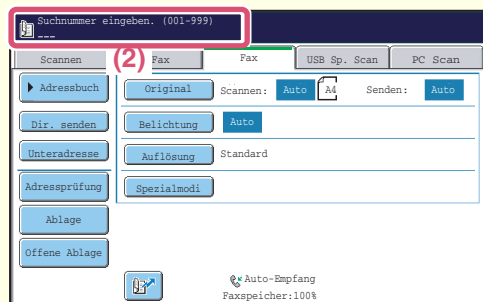 Suchnummer eingeben. (001-999)
---
(2)
Scannen
Fax
Fax
USB Sp. Scan
PC Scan
Adressbuch
Original
Scannen:
Auto
A4
Senden:
Auto
Dir. senden
Belichtung
Auto
Unteradresse
Auflösung
Standard
Adressprüfung
Spezialmodi
Ablage
Offene Ablage
Auto-Empfang
Faxspeicher:100%